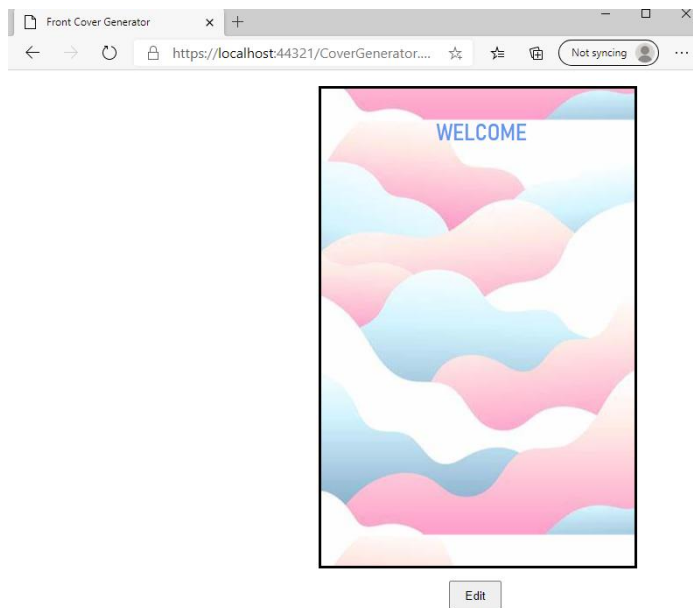 Front Cover Generator
https://localhost:44321/CoverGenerator....
Not syncing
WELCOME
Edit